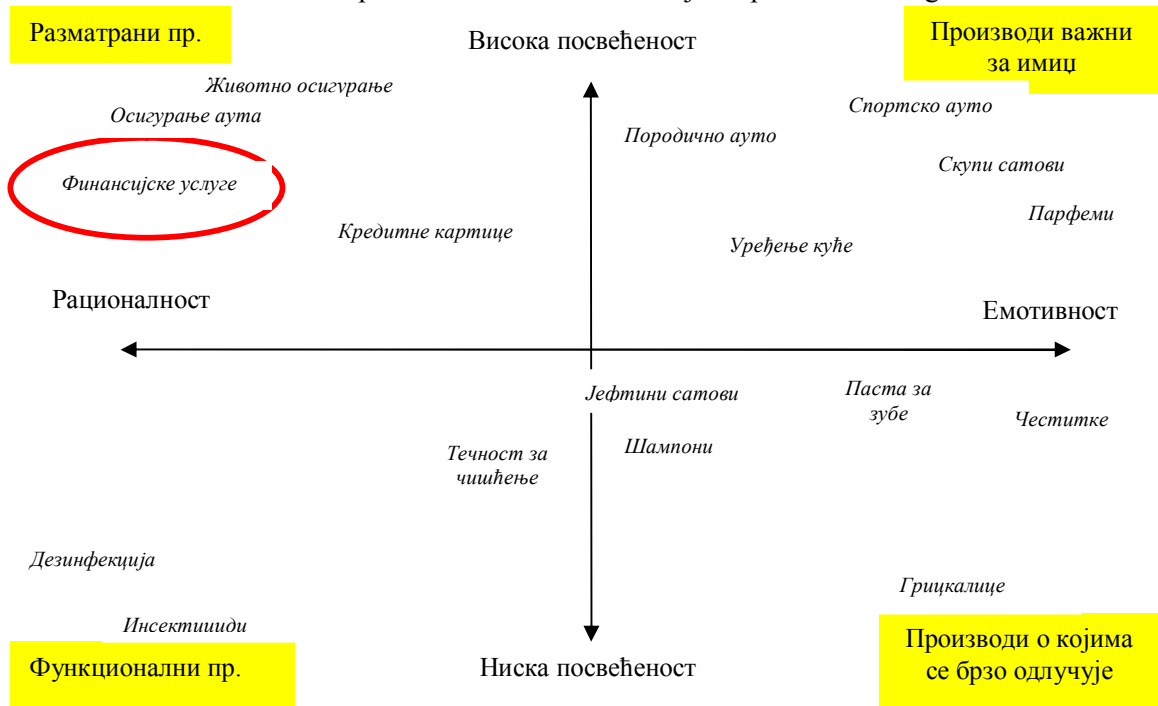 Разматрани пр.
Висока посвећеност
Производи важни
за имиџ
Животно осигурање
Осигурање аута
Спортско ауто
Породично ауто
Скупи сатови
Финансијске услуге
Парфеми
Кредитне картице
Уређење куће
Рационалност
Емотивност
Јефтини сатови
Паста за
зубе
Честитке
Шампони
Течност за
чишћење
Дезинфекција
Грицкалице
Инсектициди
Функционални пр.
Ниска посвећеност
Производи о којима
се брзо одлучује